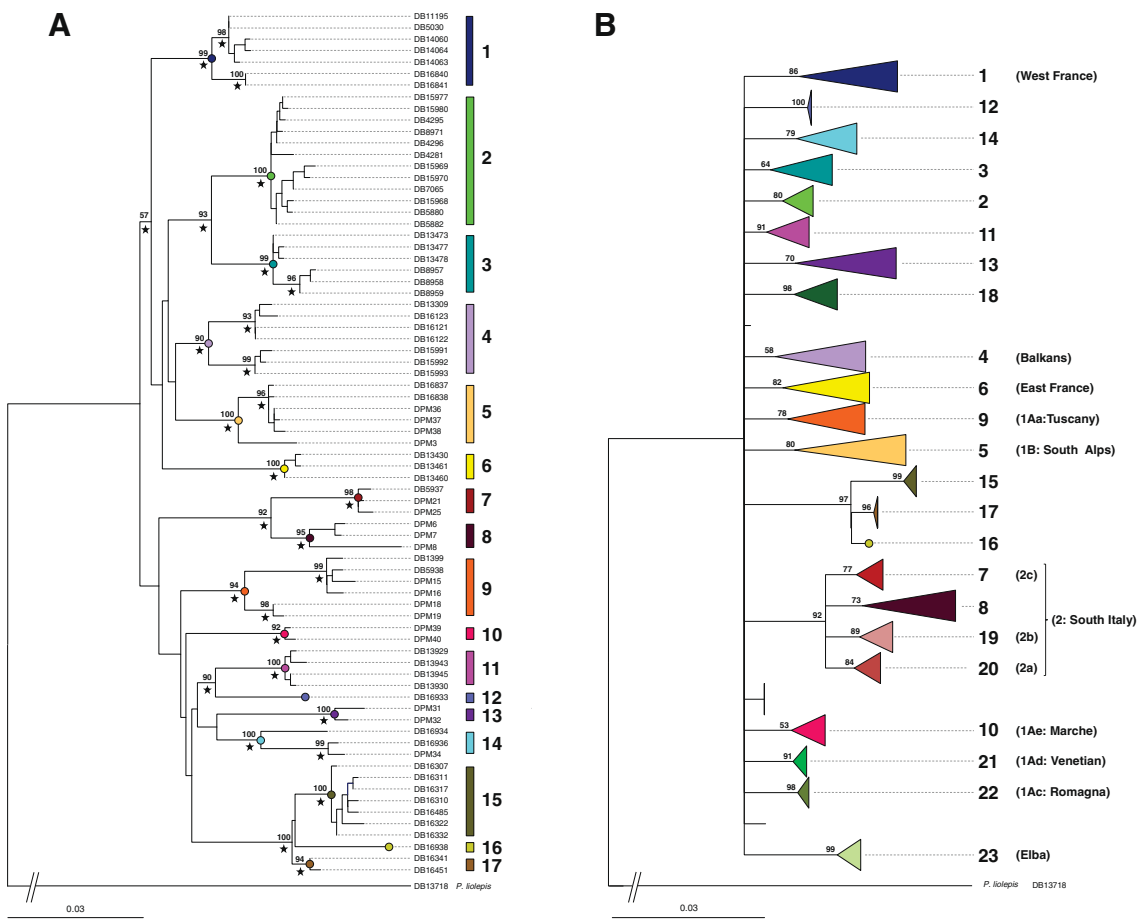 A
DB11195
DB5030
98
DB14060
DB14064
99
DB14063
1
DB16840
100
DB16841
DB15977
DB15980
DB4295
DB8971
DB4296
DB4281
2
100
DB15969
DB15970
DB7065
DB15968
57
93
DB5880
DB5882
DB13473
DB13477
99
DB13478
3
DB8957
96
DB8958
DB8959
DB13309
93
DB16123
DB16121
90
DB16122
4
DB15991
99
DB15992
DB15993
DB16837
96
DB16838
DPM36
100
DPM37
5
DPM38
DPM3
DB13430
100
DB13461
6
DB13460
98
DB5937
DPM21
7
DPM25
92
DPM6
95
DPM7
8
DPM8
DB1399
99
DB5938
DPM15
94
DPM16
9
98
DPM18
DPM19
92
DPM39
10
DPM40
DB13929
100
DB13943
11
DB13945
90
DB13930
DB16933
12
100
DPM31
13
DPM32
DB16934
100
99
DB16936
14
DPM34
DB16307
DB16311
100
DB16317
DB16310
15
DB16485
DB16322
DB16332
100
DB16938
16
94
DB16341
17
DB16451
DB13718 P. liolepis
0.03
B
86 1 (West France)
100 12
79 14
64 3
80 2
91 11
70 13
98 18
58 4 (Balkans)
82 6 (East France)
78 9 (1Aa:Tuscany)
80 5 (1B: South Alps)
99 15
97
96 17
16
77 7 (2c)
73 8
92
(2: South Italy)
89 19 (2b)
84 20 (2a)
53 10 (1Ae: Marche)
91 21 (1Ad: Venetian)
98 22 (1Ac: Romagna)
99 23 (Elba)
P. liolepis DB13718
0.03